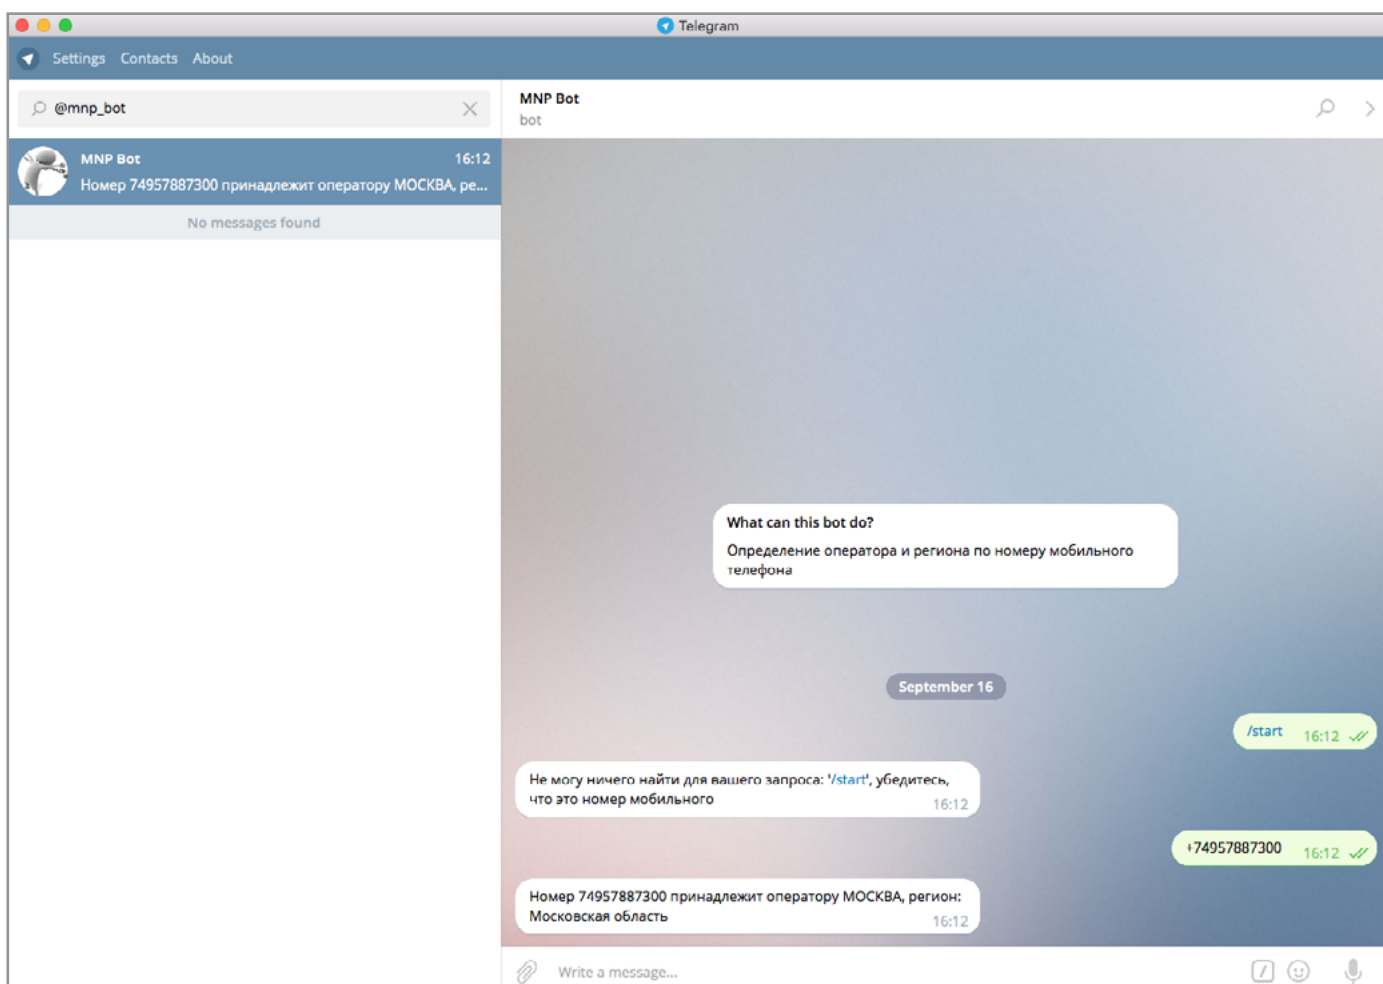 Telegram
Settings Contacts About
@mnp_bot
MNP Bot
bot
MNP Bot 16:12
Номер 74957887300 принадлежит оператору МОСКВА, ре...
No messages found
What can this bot do?
Определение оператора и региона по номеру мобильного
телефона
September 16
/start 16:12
Не могу ничего найти для вашего запроса: '/start', убедитесь,
что это номер мобильного 16:12
+74957887300 16:12
Номер 74957887300 принадлежит оператору МОСКВА, регион:
Московская область 16:12
Write a message...